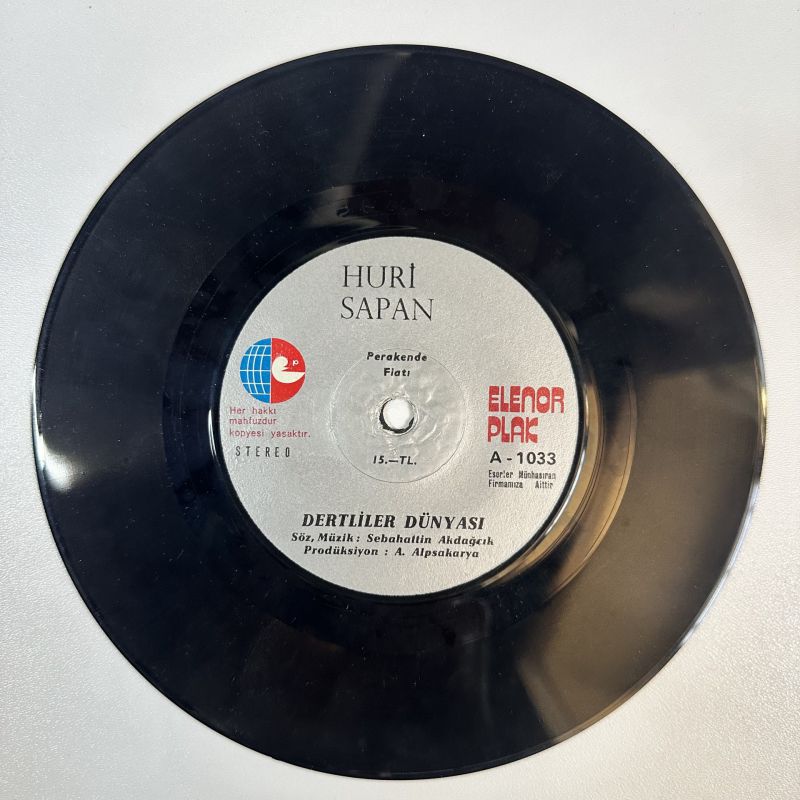 HURİ
SAPAN
Perakende
Fiatı
15.—TL.
Her hakkı
mahfuzdur
kopyesi yasaktır.
STEREO
ELENOR
PLAK
A - 1033
Eserler Münhasıran
Firmamıza Aittir
DERTLİLER DÜNYASI
Söz, Müzik : Sebahattin Akdağcık
Prodüksiyon : A. Alpsakarya